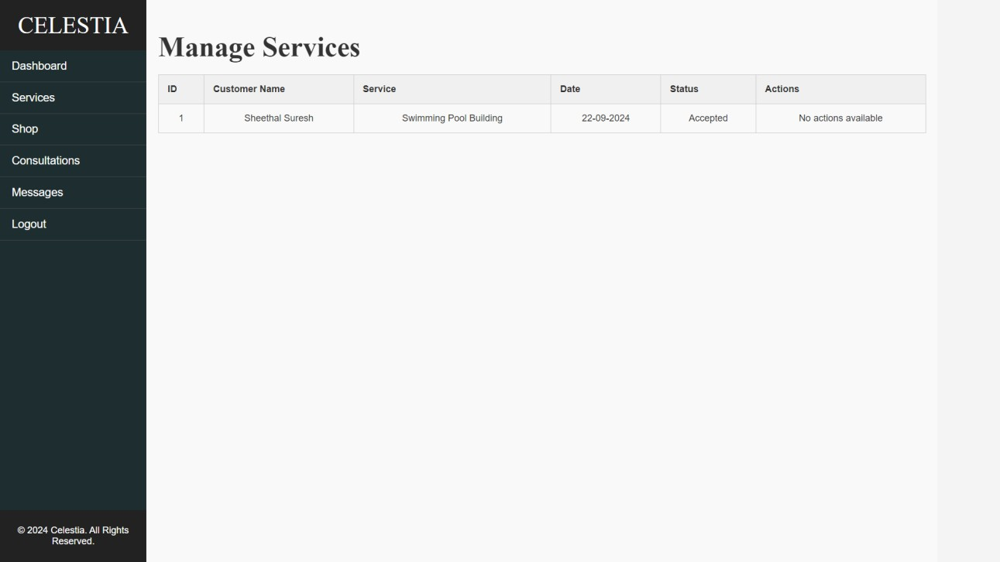 CELESTIA
Dashboard
Services
Shop
Consultations
Messages
Logout
© 2024 Celestia. All Rights
Reserved.
Manage Services
ID Customer Name Service Date Status Actions
1 Sheethal Suresh Swimming Pool Building 22-09-2024 Accepted No actions available